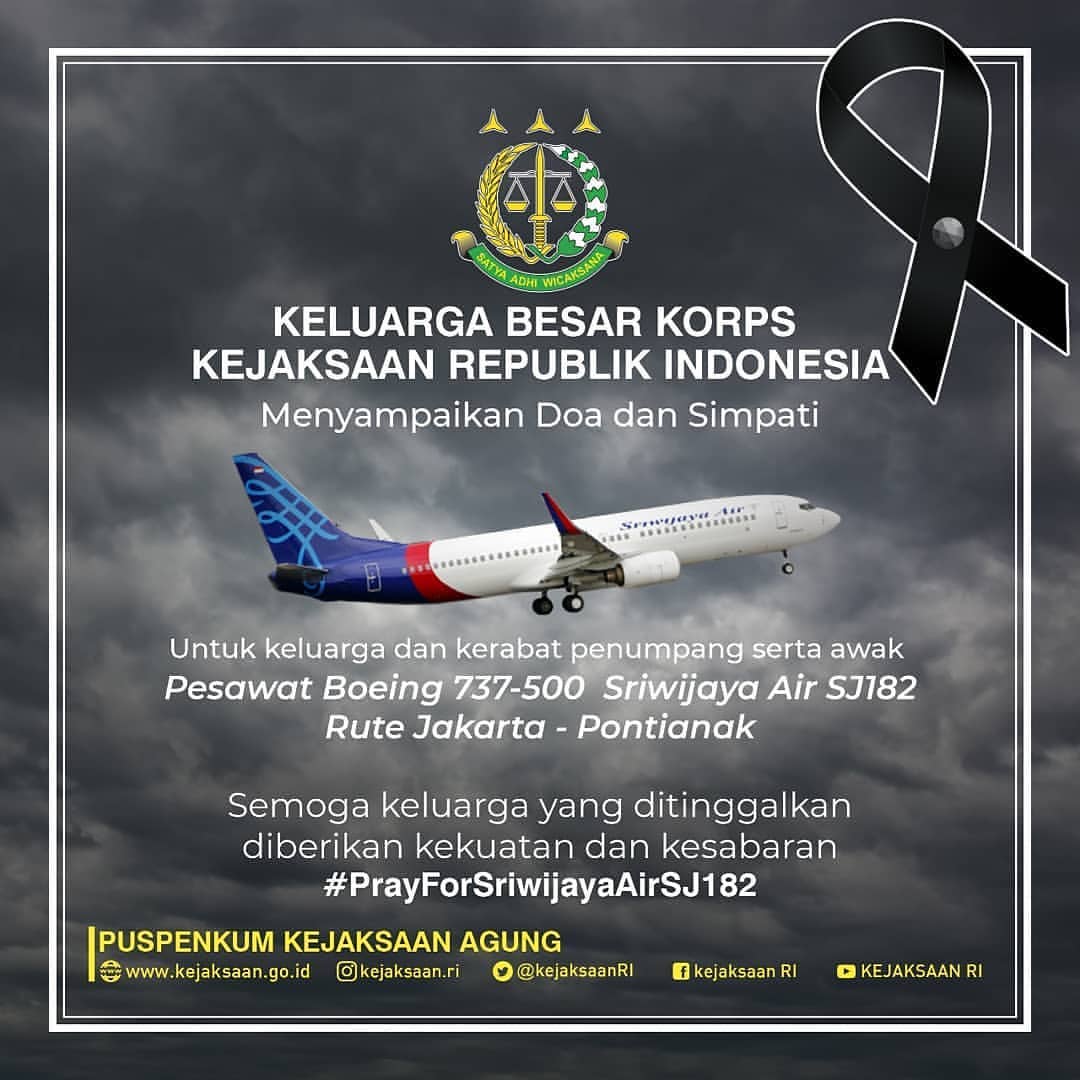 SATYA ADHI WICAKSANA
KELUARGA BESAR KORPS
KEJAKSAAN REPUBLIK INDONESIA
Menyampaikan Doa dan Simpati
Sriwijaya Air
Untuk keluarga dan kerabat penumpang serta awak
Pesawat Boeing 737-500 Sriwijaya Air SJ182
Rute Jakarta - Pontianak
Semoga keluarga yang ditinggalkan
diberikan kekuatan dan kesabaran
#PrayForSriwijayaAirSJ182
PUSPENKUM KEJAKSAAN AGUNG
www.kejaksaan.go.id kejaksaan.ri @kejaksaanRI kejaksaan RI KEJAKSAAN RI